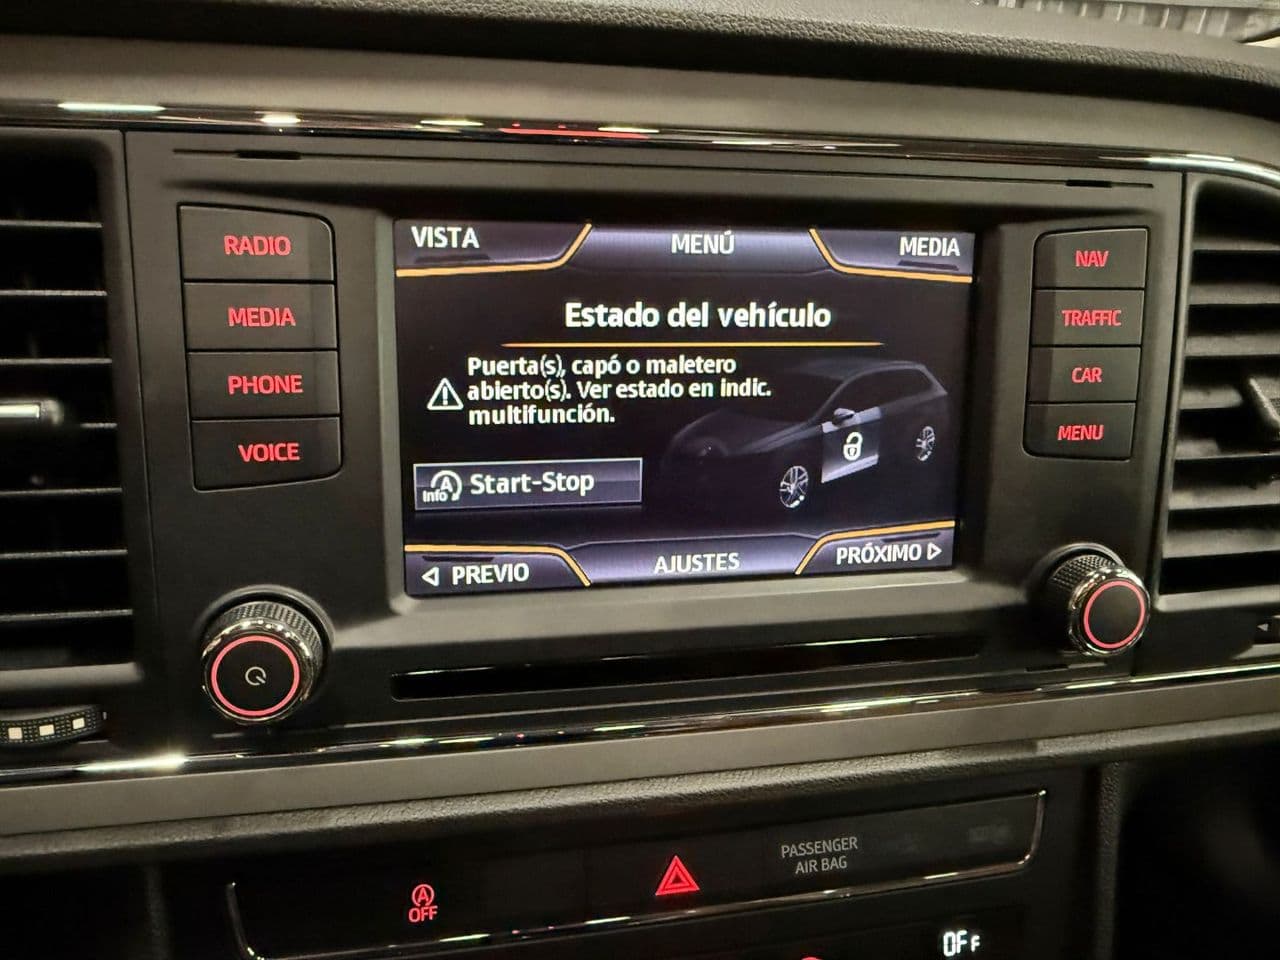 VISTA
MENÚ
MEDIA
RADIO
MEDIA
PHONE
VOICE
NAV
TRAFFIC
CAR
MENU
Estado del vehículo
Puerta(s), capó o maletero
abierto(s). Ver estado en indic.
multifunción.
A
Info
Start-Stop
PREVIO
AJUSTES
PRÓXIMO
PASSENGER
AIR BAG
A
OFF
OFF